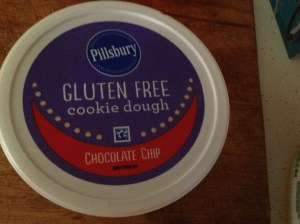 Pillsbury
GLUTEN FREE
cookie dough
CHOCOLATE CHIP